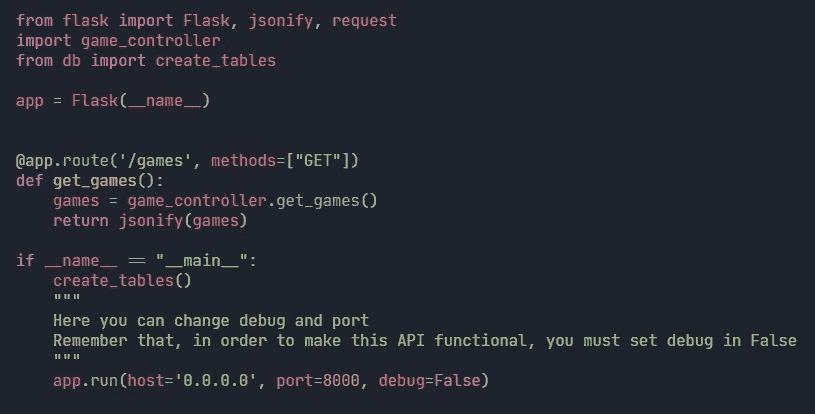 from flask import Flask, jsonify, request
import game_controller
from db import create_tables

app = Flask(__name__)


@app.route('/games', methods=["GET"])
def get_games():
    games = game_controller.get_games()
    return jsonify(games)

if __name__ == "__main__":
    create_tables()
    """
    Here you can change debug and port
    Remember that, in order to make this API functional, you must set debug in False
    """
    app.run(host='0.0.0.0', port=8000, debug=False)